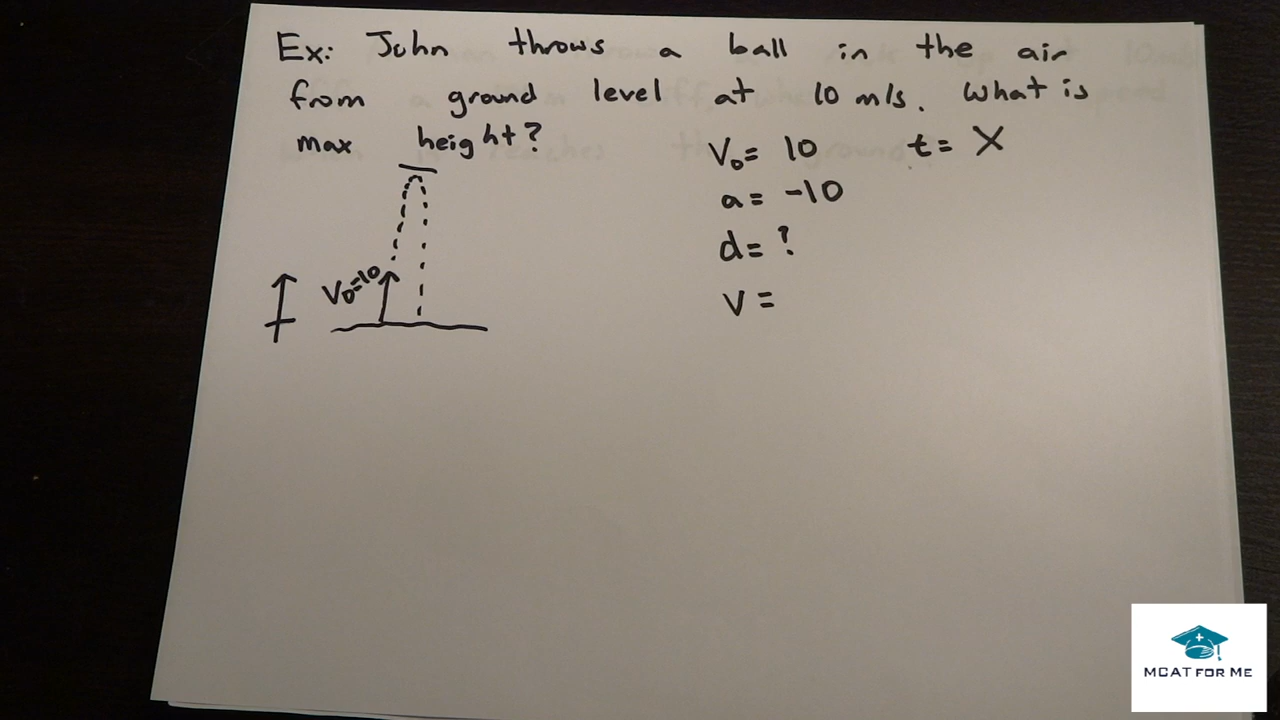 Ex: John throws a ball in the air
from ground level at 10 m/s. What is
max height?
V₀= 10 t= X
a= -10
d= ?
V =
V₀=10
MCAT FOR ME